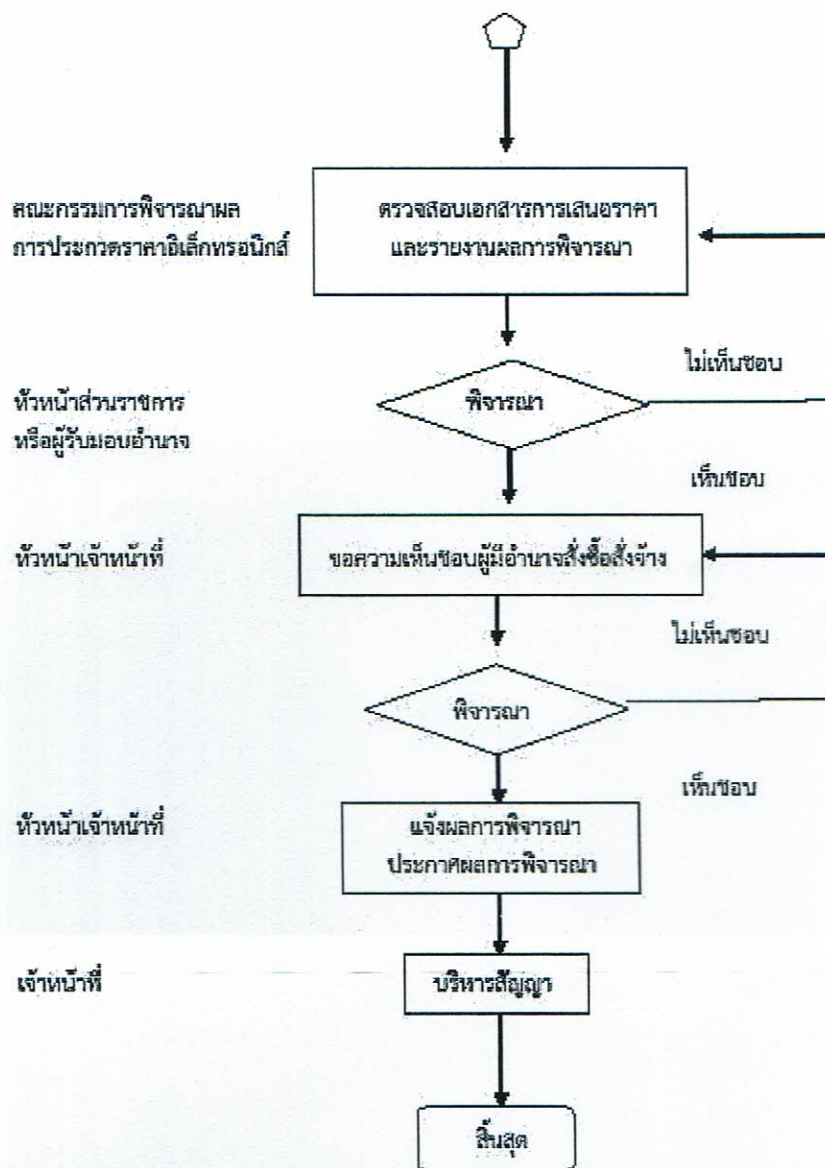 คณะกรรมการพิจารณาผล
การประกวดราคาอิเล็กทรอนิกส์
ตรวจสอบเอกสารการเสนอราคา
และรายงานผลการพิจารณา
ไม่เห็นชอบ
หัวหน้าส่วนราชการ
หรือผู้รับมอบอำนาจ
พิจารณา
เห็นชอบ
หัวหน้าเจ้าหน้าที่
ขอความเห็นชอบผู้มีอำนาจสั่งซื้อสั่งจ้าง
ไม่เห็นชอบ
พิจารณา
เห็นชอบ
หัวหน้าเจ้าหน้าที่
แจ้งผลการพิจารณา
ประกาศผลการพิจารณา
เจ้าหน้าที่
บริหารสัญญา
สิ้นสุด